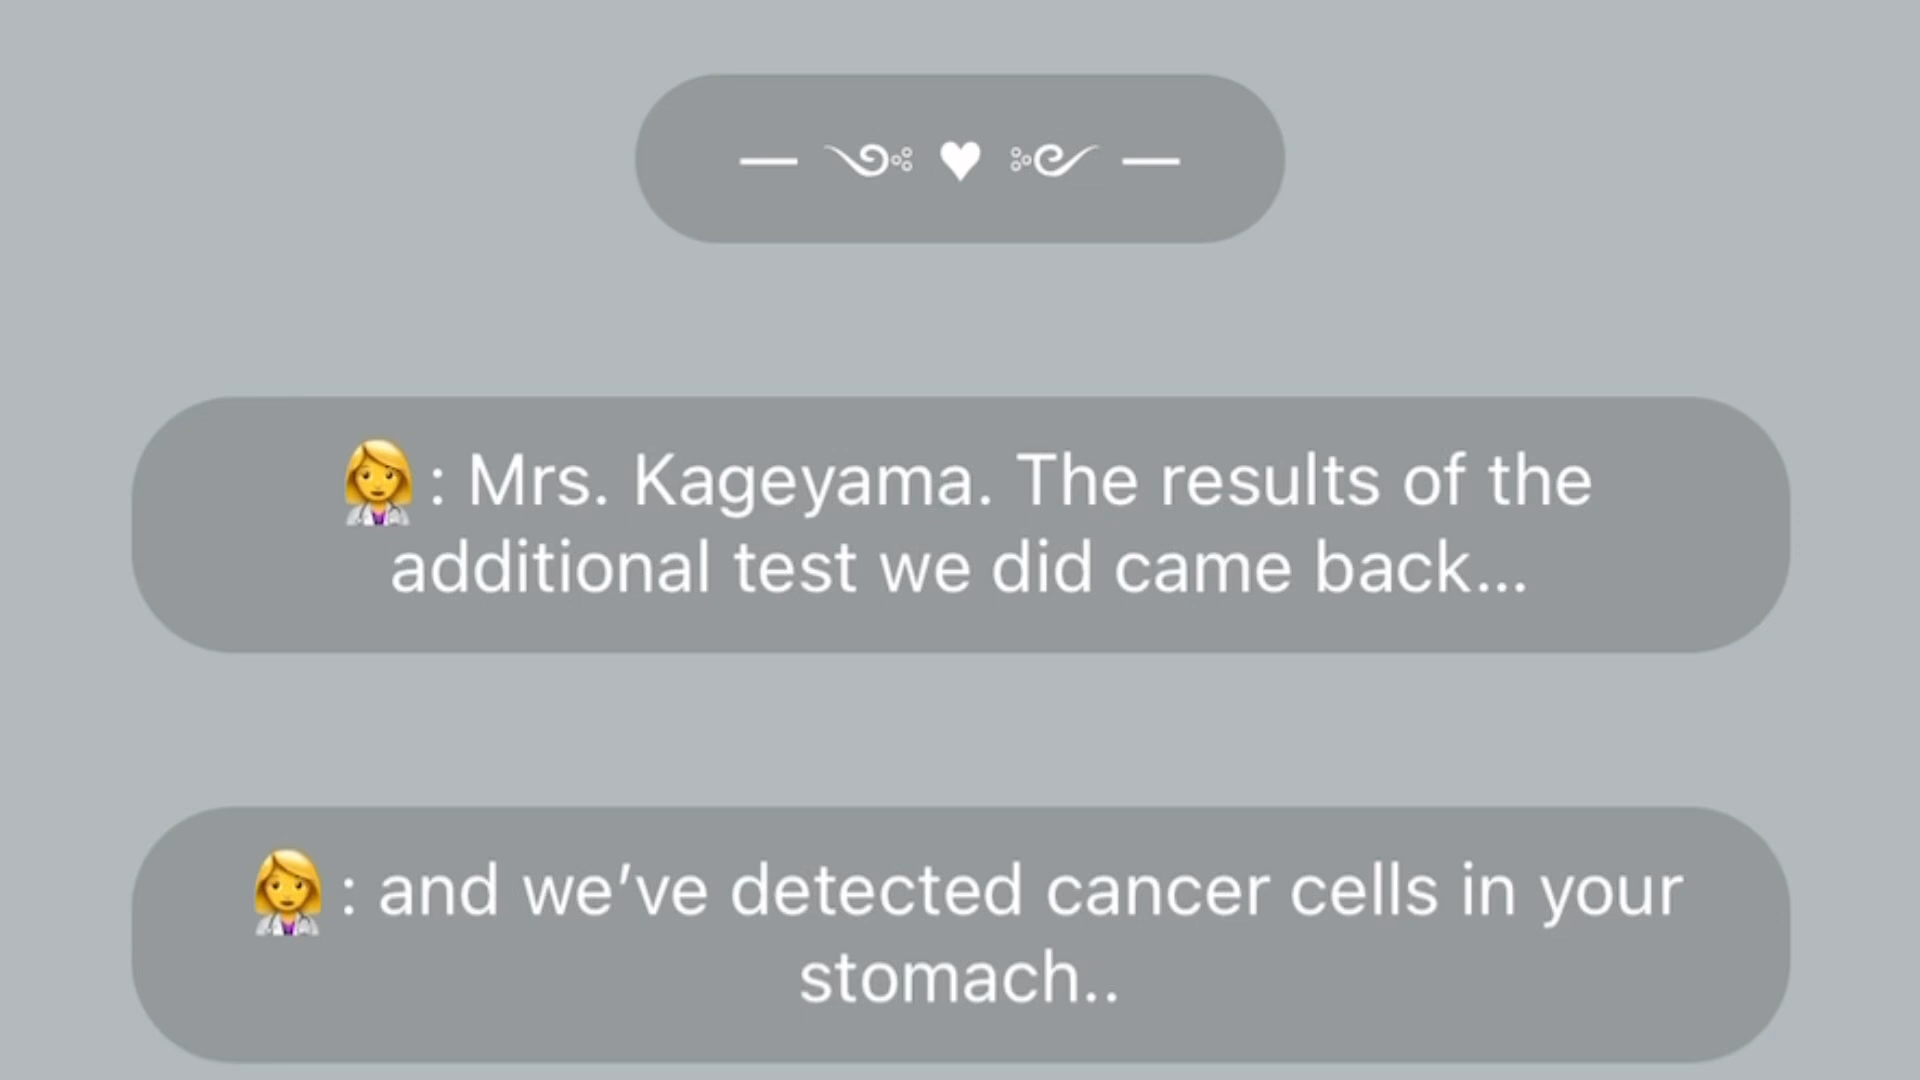 — ༺ ♥ ༻ —
👩‍⚕️: Mrs. Kageyama. The results of the
additional test we did came back...
👩‍⚕️: and we’ve detected cancer cells in your
stomach..